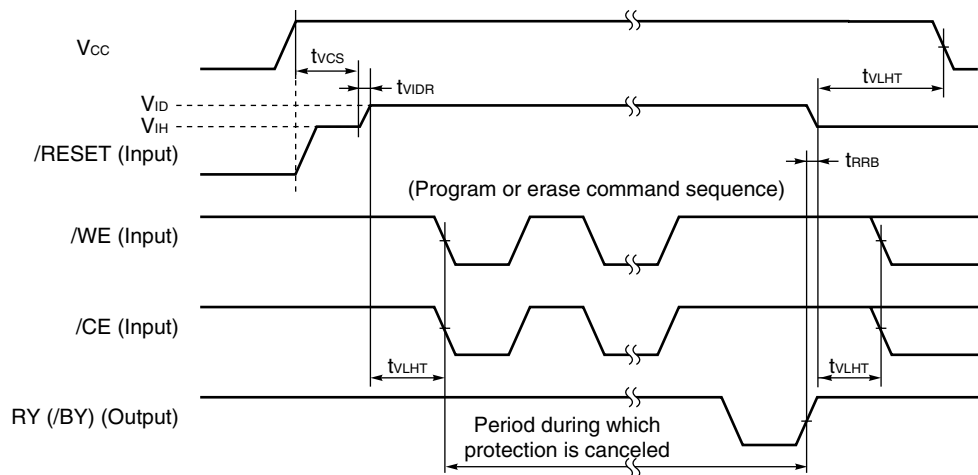 VCC
tVCS
tVLHT
tVIDR
VID
VIH
/RESET (Input)
tRRB
(Program or erase command sequence)
/WE (Input)
/CE (Input)
tVLHT
tVLHT
RY (/BY) (Output)
Period during which
protection is canceled